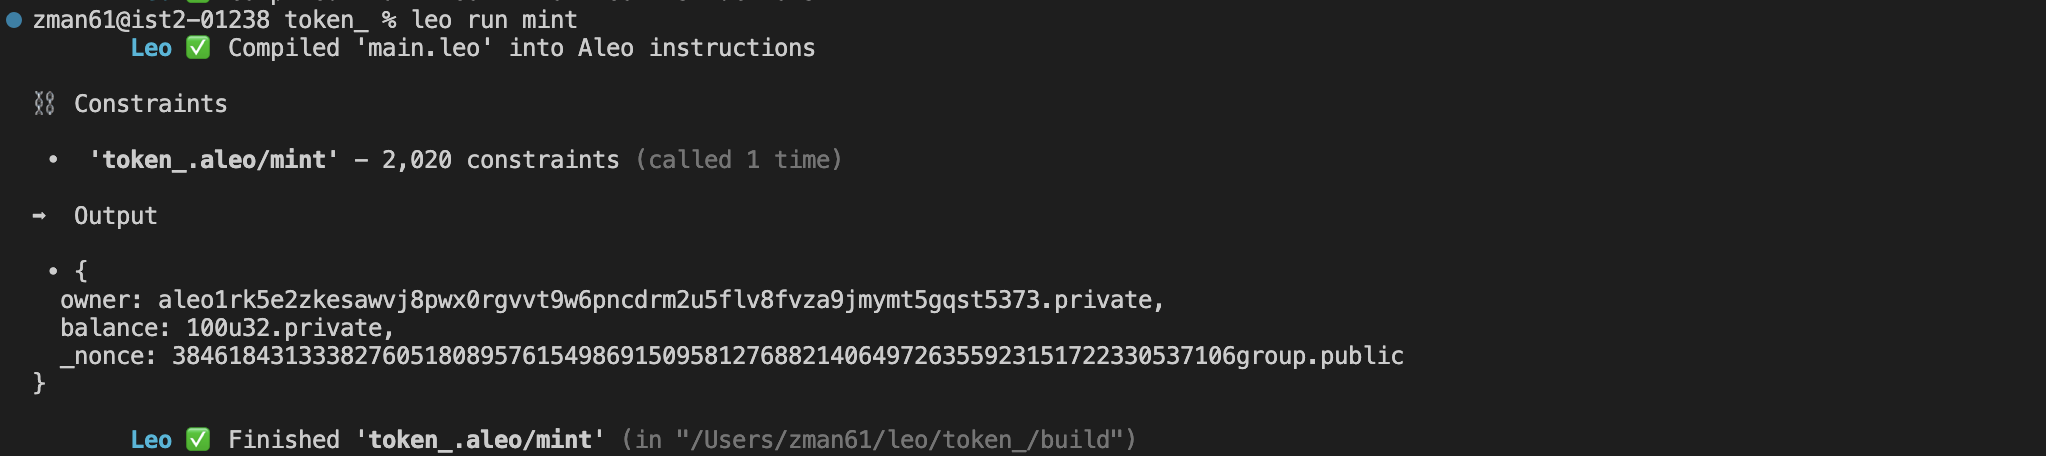 zman61@ist2-01238 token_ % leo run mint
Leo ✅ Compiled 'main.leo' into Aleo instructions
⛓ Constraints
• 'token_.aleo/mint' - 2,020 constraints (called 1 time)
➡ Output
• {
owner: aleo1rk5e2zkesawvj8pwx0rgvvt9w6pncdrm2u5flv8fvza9jmymt5gqst5373.private,
balance: 100u32.private,
_nonce: 3846184313338276051808957615498691509581276882140649726355923151722330537106group.public
}
Leo ✅ Finished 'token_.aleo/mint' (in "/Users/zman61/leo/token_/build")